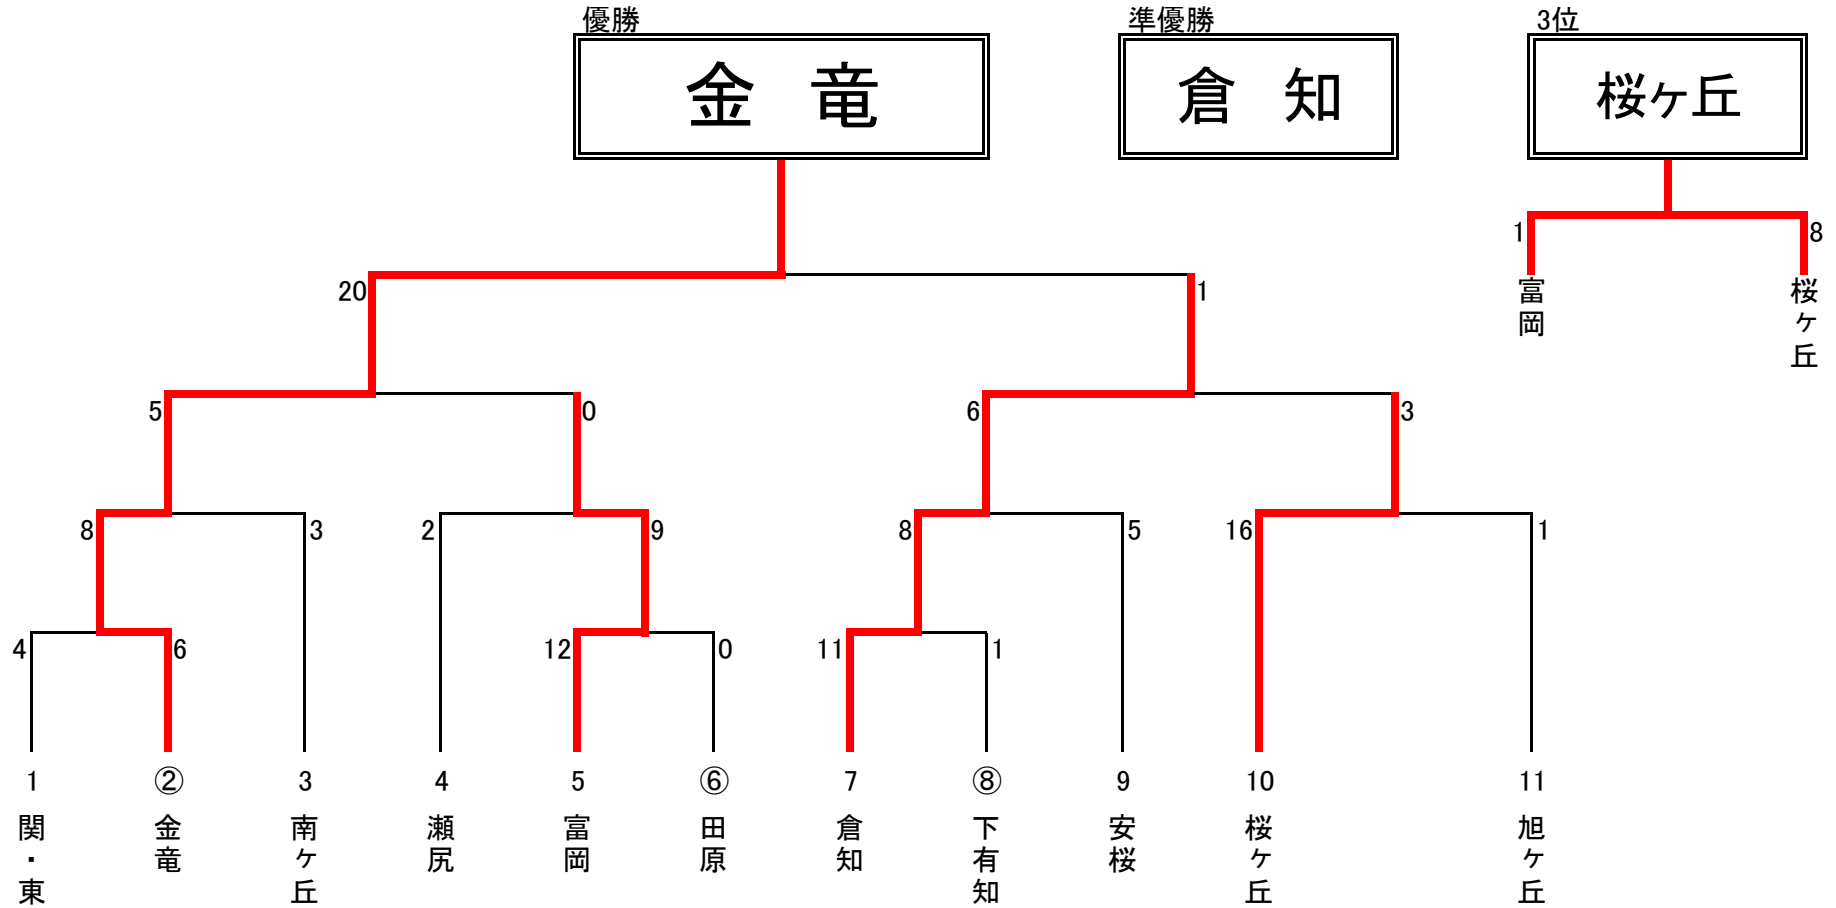 優勝
準優勝
3位
金　竜
倉　知
桜ヶ丘
1
8
富岡
桜ヶ丘
20
1
5
0
6
3
8
3
2
9
8
5
16
1
4
6
12
0
11
1
1
②
3
4
5
⑥
7
⑧
9
10
11
関・東
金竜
南ヶ丘
瀬尻
富岡
田原
倉知
下有知
安桜
桜ヶ丘
旭ヶ丘